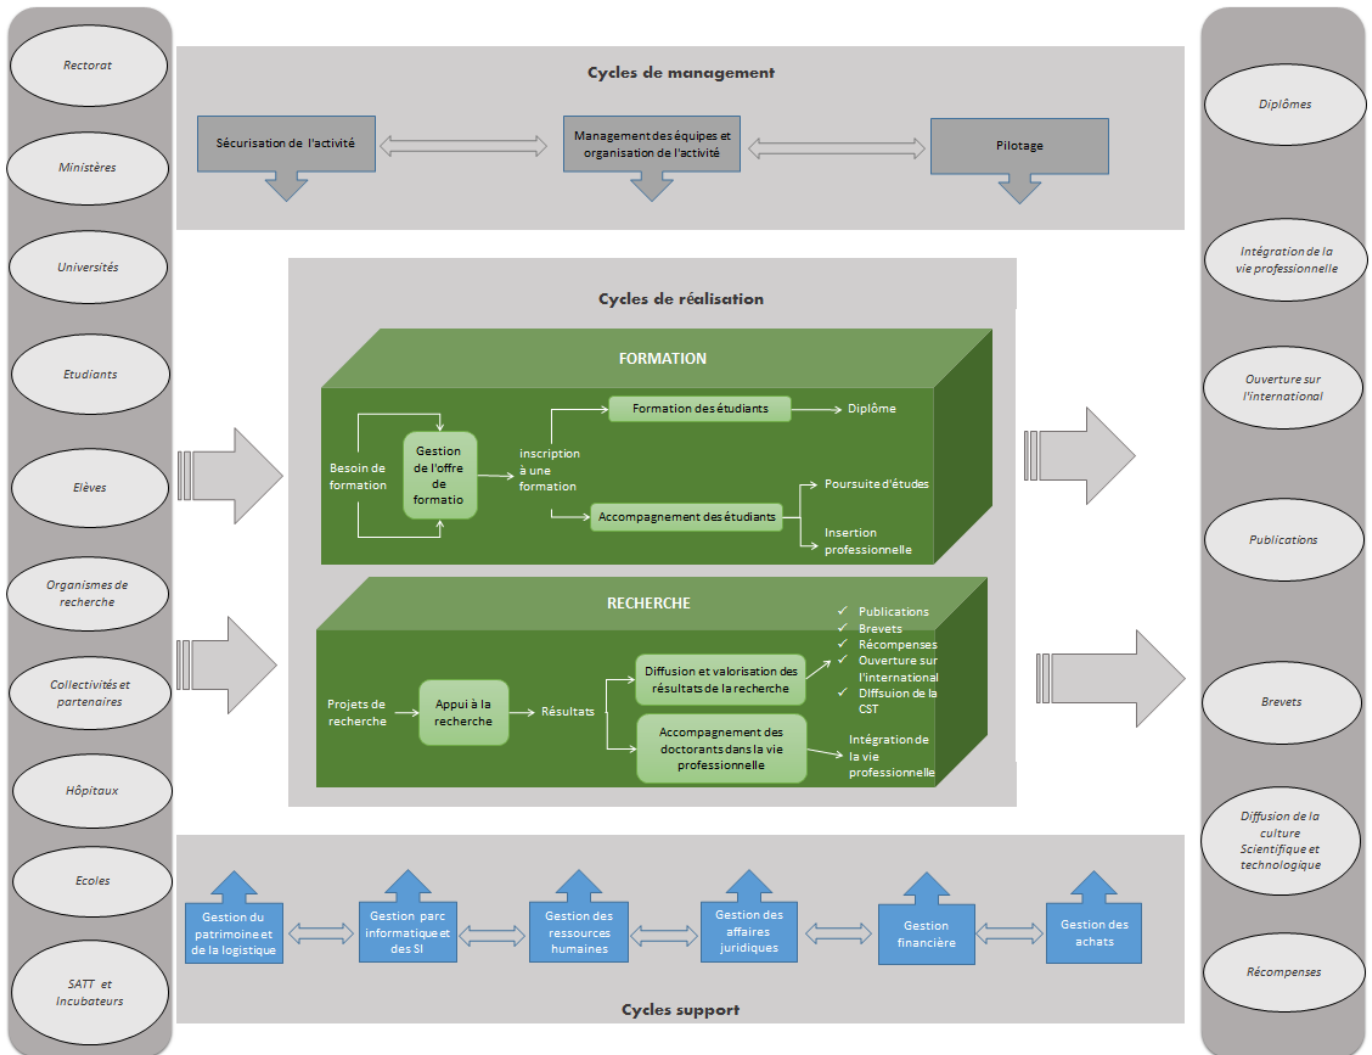 Rectorat
Ministères
Universités
Etudiants
Elèves
Organismes de
recherche
Collectivités et
partenaires
Hôpitaux
Ecoles
SATT et
Incubateurs
Cycles de management
Sécurisation de l'activité
Management des équipes et
organisation de l'activité
Pilotage
Cycles de réalisation
FORMATION
Besoin de
formation
Gestion
de l'offre
de
formatio
inscription
à une
formation
Formation des étudiants
Diplôme
Accompagnement des étudiants
Poursuite d'études
Insertion
professionnelle
RECHERCHE
Projets de
recherche
Appui à la
recherche
Résultats
Diffusion et valorisation des
résultats de la recherche
✓ Publications
✓ Brevets
✓ Récompenses
✓ Ouverture sur
l'international
✓ DIffsuion de la
CST
Accompagnement des
doctorants dans la vie
professionnelle
Intégration de
la vie
professionnelle
Gestion du
patrimoine et
de la logistique
Gestion parc
informatique et
des SI
Gestion des
ressources
humaines
Gestion des
affaires
juridiques
Gestion
financière
Gestion des
achats
Cycles support
Diplômes
Intégration de la
vie professionnelle
Ouverture sur
l'international
Publications
Brevets
Diffusion de la
culture
Scientifique et
technologique
Récompenses